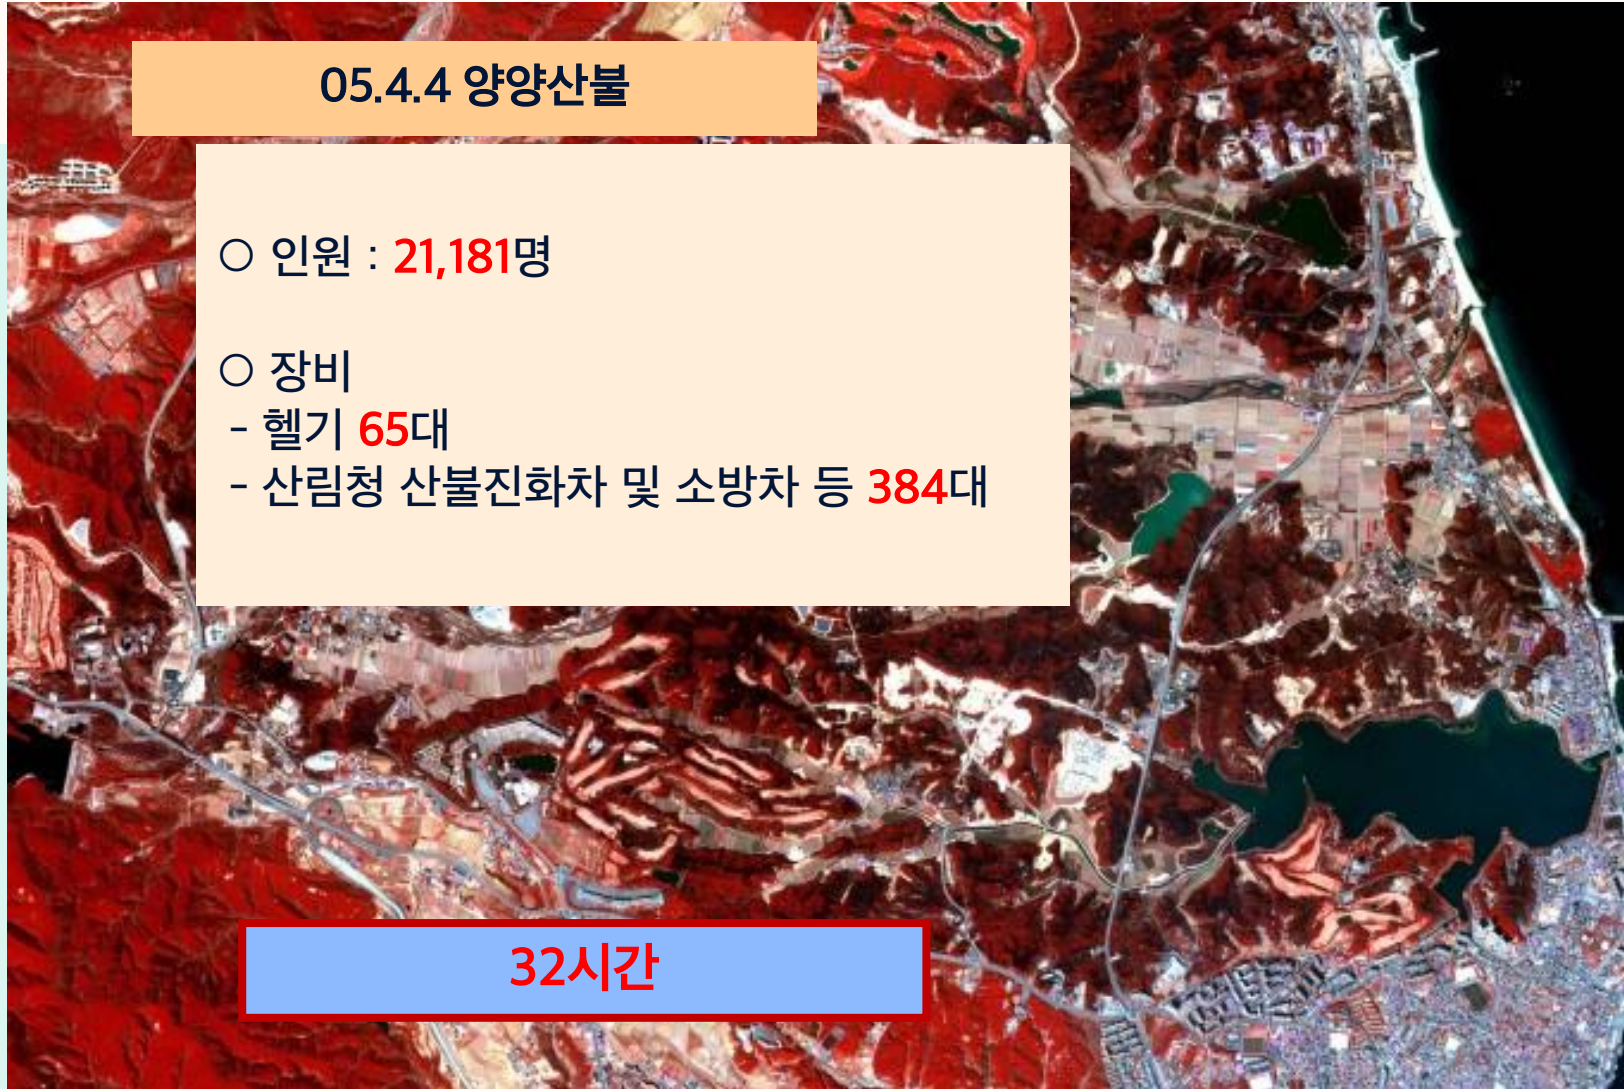 05.4.4 양양산불
○ 인원 : 21,181명
○ 장비
- 헬기 65대
- 산림청 산불진화차 및 소방차 등 384대
32시간